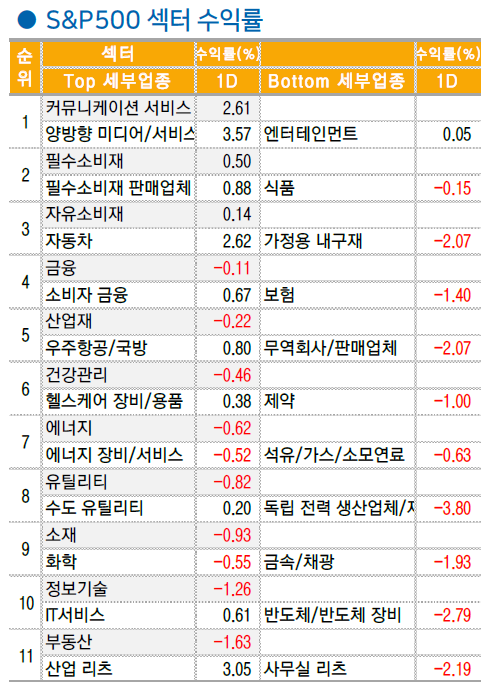 ● S&P500 섹터 수익률
순위 섹터 수익률(%) 수익률(%)
Top 세부업종 1D Bottom 세부업종 1D
1 커뮤니케이션 서비스 2.61
양방향 미디어/서비스 3.57 엔터테인먼트 0.05
2 필수소비재 0.50
필수소비재 판매업체 0.88 식품 -0.15
3 자유소비재 0.14
자동차 2.62 가정용 내구재 -2.07
4 금융 -0.11
소비자 금융 0.67 보험 -1.40
5 산업재 -0.22
우주항공/국방 0.80 무역회사/판매업체 -2.07
6 건강관리 -0.46
헬스케어 장비/용품 0.38 제약 -1.00
7 에너지 -0.62
에너지 장비/서비스 -0.52 석유/가스/소모연료 -0.63
8 유틸리티 -0.82
수도 유틸리티 0.20 독립 전력 생산업체/ -3.80
9 소재 -0.93
화학 -0.55 금속/채광 -1.93
10 정보기술 -1.26
IT서비스 0.61 반도체/반도체 장비 -2.79
11 부동산 -1.63
산업 리츠 3.05 사무실 리츠 -2.19